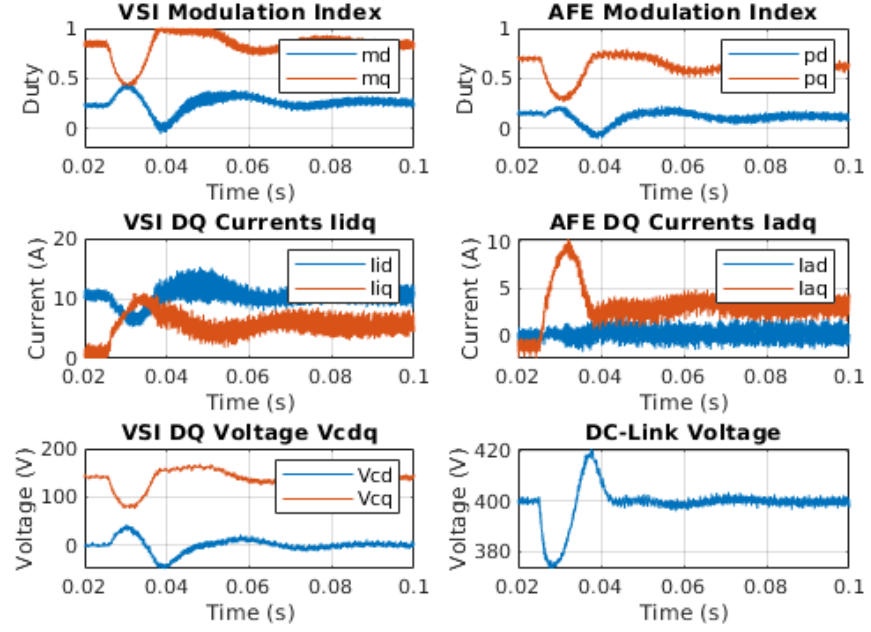 VSI Modulation Index
1
0.5
0
Duty
md
mq
0.02 0.04 0.06 0.08 0.1
Time (s)
AFE Modulation Index
1
0.5
0
Duty
pd
pq
0.02 0.04 0.06 0.08 0.1
Time (s)
VSI DQ Currents Iidq
20
10
0
Current (A)
Iid
Iiq
0.02 0.04 0.06 0.08 0.1
Time (s)
AFE DQ Currents Iadq
10
5
0
Current (A)
Iad
Iaq
0.02 0.04 0.06 0.08 0.1
Time (s)
VSI DQ Voltage Vcdq
200
100
0
Voltage (V)
Vcd
Vcq
0.02 0.04 0.06 0.08 0.1
Time (s)
DC-Link Voltage
420
400
380
Voltage (V)
0.02 0.04 0.06 0.08 0.1
Time (s)